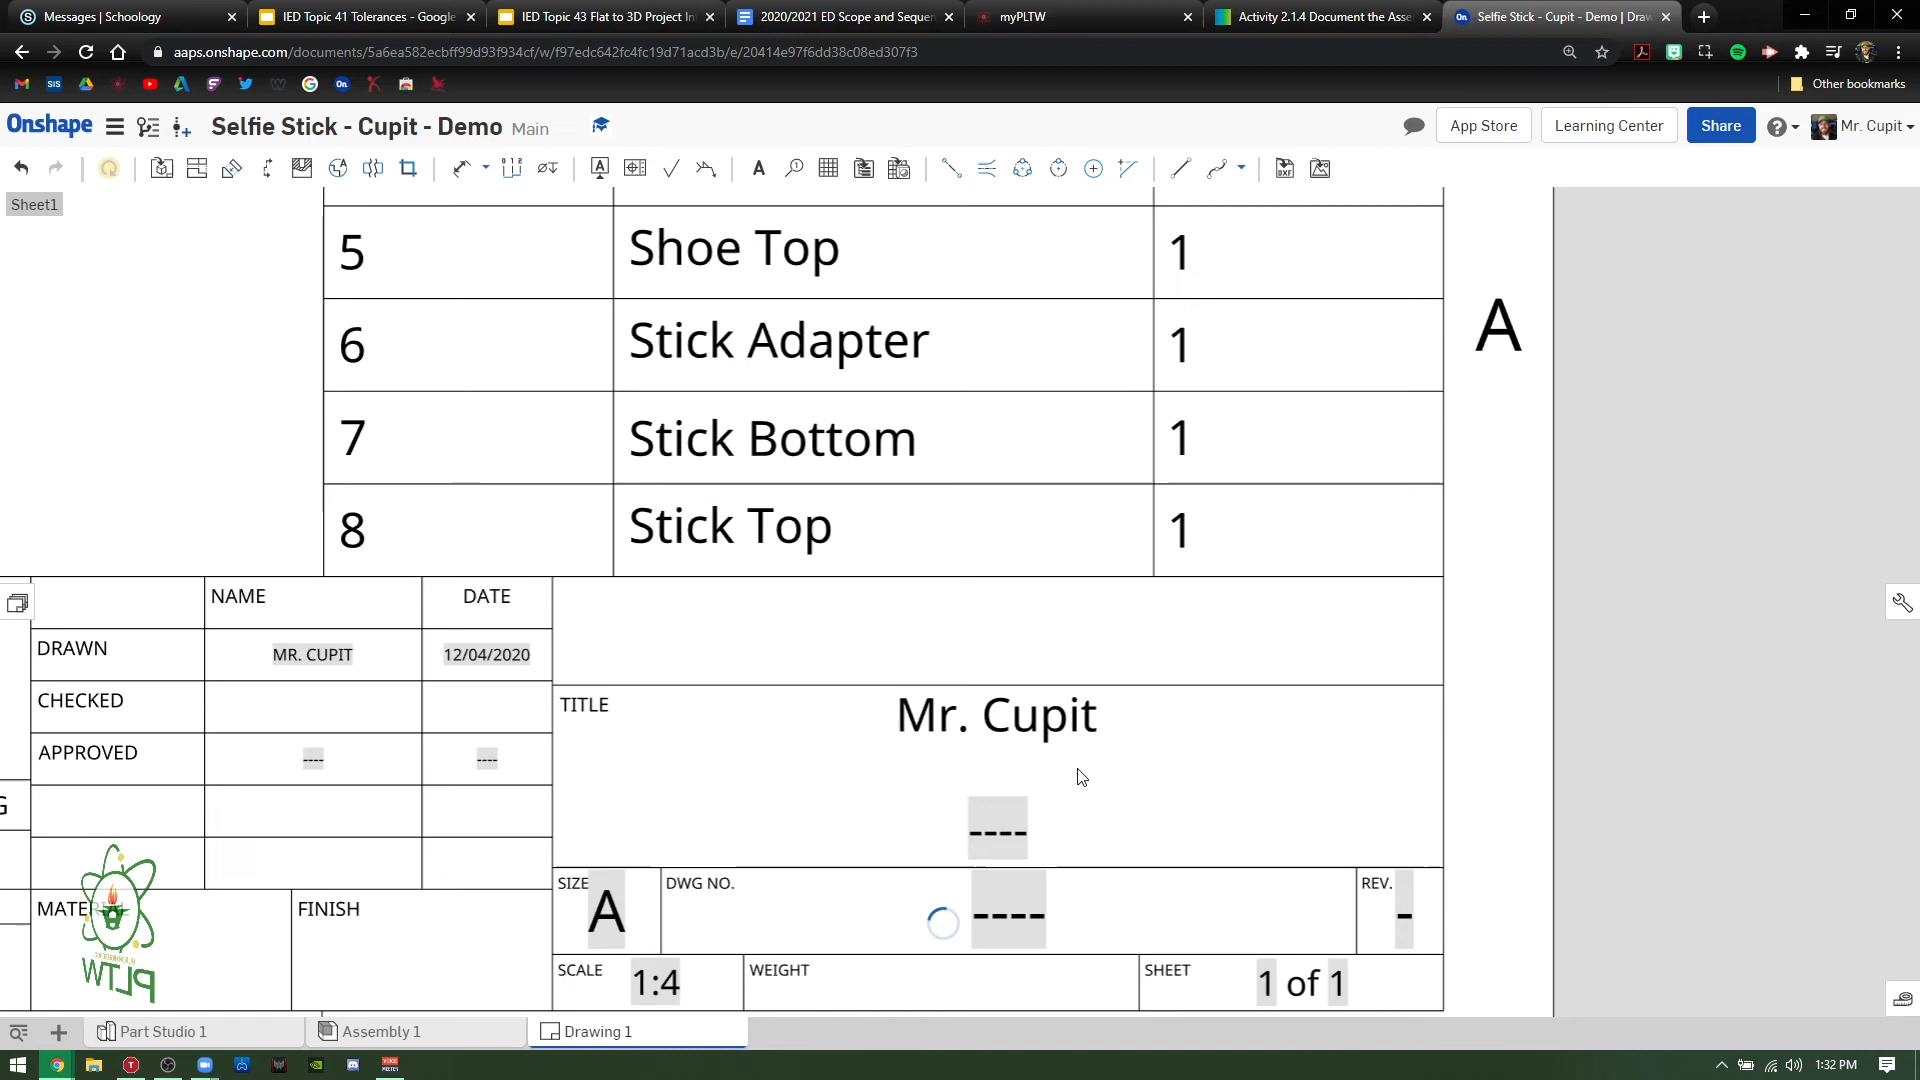 Messages | Schoology
IED Topic 41 Tolerances - Google
IED Topic 43 Flat to 3D Project In
2020/2021 ED Scope and Sequen
myPLTW
Activity 2.1.4 Document the Asse
Selfie Stick - Cupit - Demo | Draw
aaps.onshape.com/documents/5a6ea582ecbff99d93f934cf/w/f97edc642fc4fc19d71acd3b/e/20414e97f6dd38c08ed307f3
SIS
On
Other bookmarks
Onshape
Selfie Stick - Cupit - Demo Main
App Store
Learning Center
Share
Mr. Cupit
Sheet1
5 Shoe Top 1
A
6 Stick Adapter 1
7 Stick Bottom 1
8 Stick Top 1
NAME DATE
DRAWN MR. CUPIT 12/04/2020
CHECKED
APPROVED ---- ----
TITLE Mr. Cupit
----
G
SIZE A DWG NO. ---- REV. -
MATERIAL FINISH
PLTW
SCALE 1:4 WEIGHT SHEET 1 of 1
Part Studio 1
Assembly 1
Drawing 1
1:32 PM